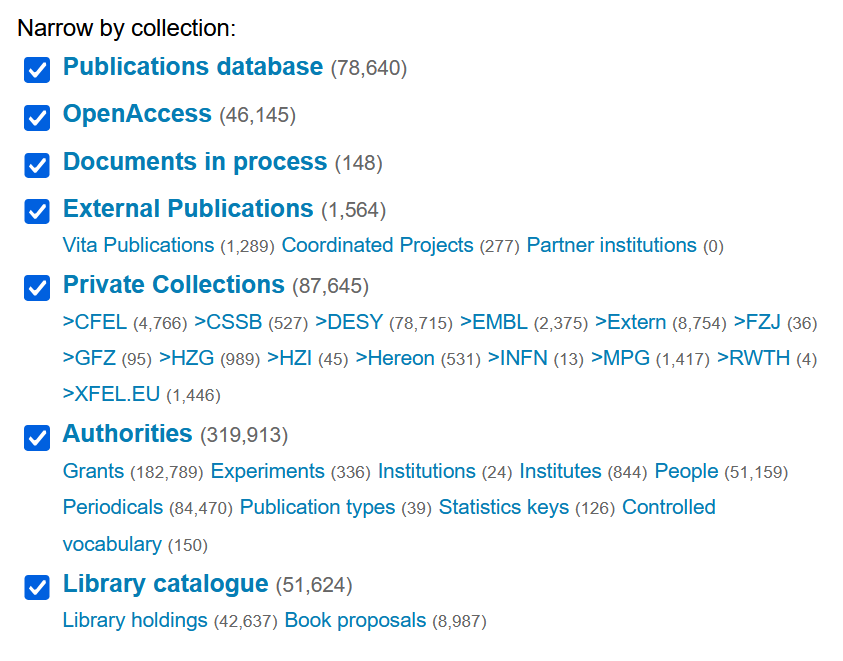 Narrow by collection:
Publications database (78,640)
OpenAccess (46,145)
Documents in process (148)
External Publications (1,564)
Vita Publications (1,289) Coordinated Projects (277) Partner institutions (0)
Private Collections (87,645)
>CFEL (4,766) >CSSB (527) >DESY (78,715) >EMBL (2,375) >Extern (8,754) >FZJ (36)
>GFZ (95) >HZG (989) >HZI (45) >Hereon (531) >INFN (13) >MPG (1,417) >RWTH (4)
>XFEL.EU (1,446)
Authorities (319,913)
Grants (182,789) Experiments (336) Institutions (24) Institutes (844) People (51,159)
Periodicals (84,470) Publication types (39) Statistics keys (126) Controlled
vocabulary (150)
Library catalogue (51,624)
Library holdings (42,637) Book proposals (8,987)